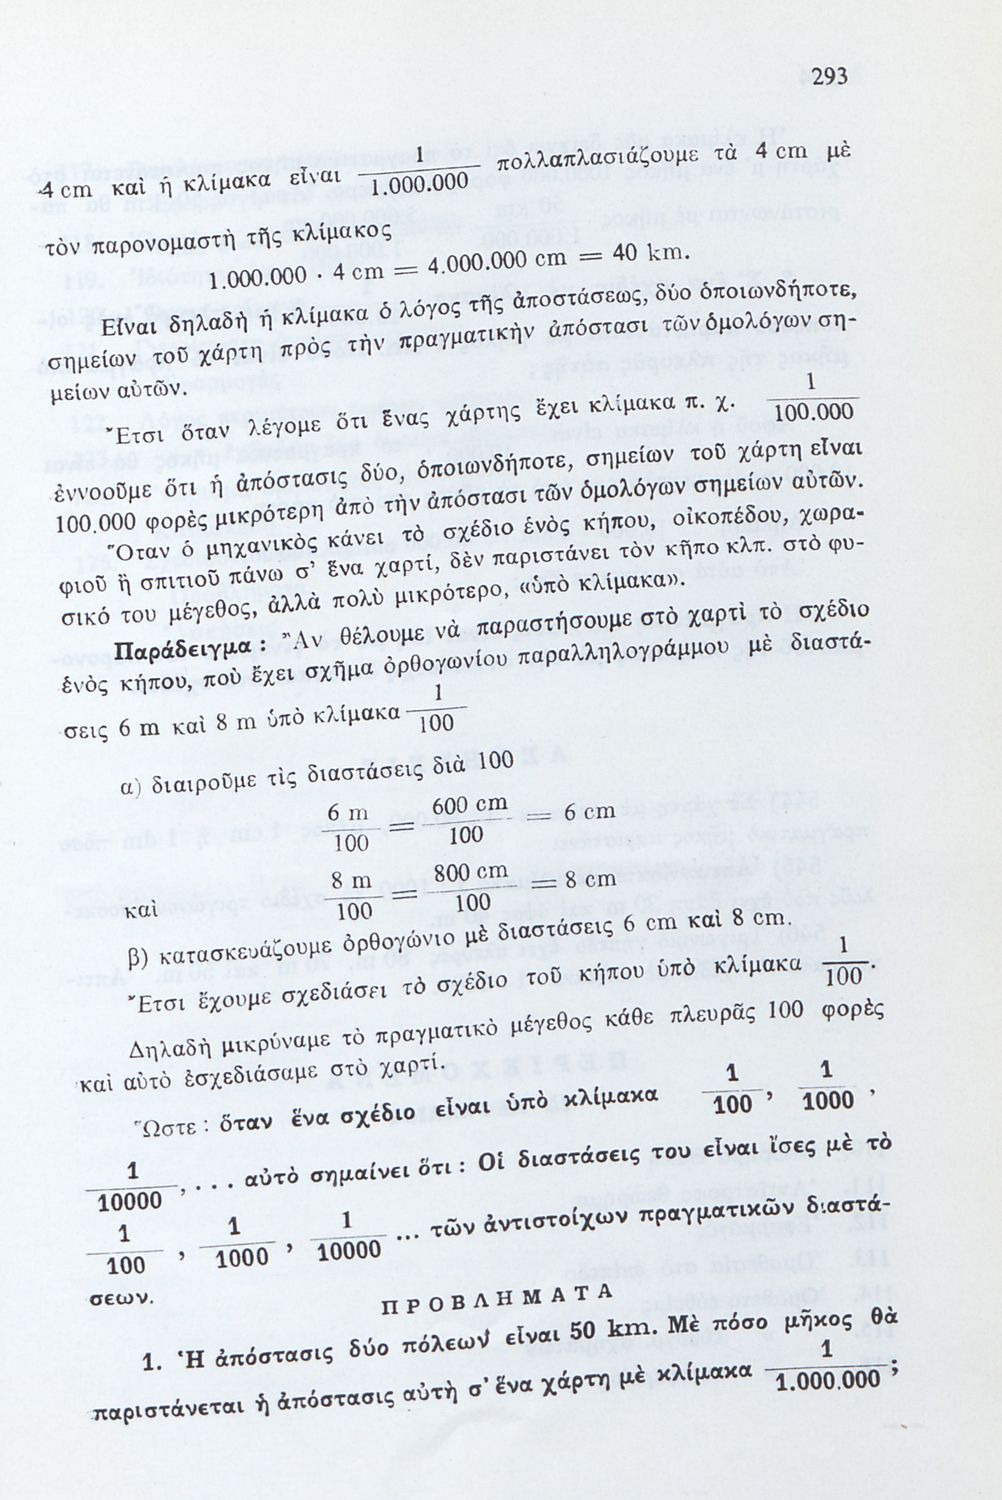 293
4 cm καὶ ἡ κλίμακα εἶναι 1/1.000.000 πολλαπλασιάζουμε τὰ 4 cm μὲ
τὸν παρονομαστὴ τῆς κλίμακος
1.000.000 · 4 cm = 4.000.000 cm = 40 km.
Εἶναι δηλαδὴ ἡ κλίμακα ὁ λόγος τῆς ἀποστάσεως, δύο ὁποιωνδήποτε,
σημείων τοῦ χάρτη πρὸς τὴν πραγματικὴν ἀπόστασι τῶν ὁμολόγων ση-
μείων αὐτῶν.
Ἔτσι ὅταν λέγομε ὅτι ἕνας χάρτης ἔχει κλίμακα π. χ. 1/100.000
ἐννοοῦμε ὅτι ἡ ἀπόστασις δύο, ὁποιωνδήποτε, σημείων τοῦ χάρτη εἶναι
100.000 φορὲς μικρότερη ἀπὸ τὴν ἀπόστασι τῶν ὁμολόγων σημείων αὐτῶν.
Ὅταν ὁ μηχανικὸς κάνει τὸ σχέδιο ἑνὸς κήπου, οἰκοπέδου, χωρα-
φιοῦ ἢ σπιτιοῦ πάνω σ' ἕνα χαρτί, δὲν παριστάνει τὸν κῆπο κλπ. στὸ φυ-
σικό του μέγεθος, ἀλλὰ πολὺ μικρότερο, «ὑπὸ κλίμακα».
Παράδειγμα : Ἂν θέλουμε νὰ παραστήσουμε στὸ χαρτὶ τὸ σχέδιο
ἑνὸς κήπου, ποὺ ἔχει σχῆμα ὀρθογωνίου παραλληλογράμμου μὲ διαστά-
σεις 6 m καὶ 8 m ὑπὸ κλίμακα 1/100
α) διαιροῦμε τὶς διαστάσεις διὰ 100
6 m/100 = 600 cm/100 = 6 cm
καὶ 8 m/100 = 800 cm/100 = 8 cm
β) κατασκευάζουμε ὀρθογώνιο μὲ διαστάσεις 6 cm καὶ 8 cm.
Ἔτσι ἔχουμε σχεδιάσει τὸ σχέδιο τοῦ κήπου ὑπὸ κλίμακα 1/100.
Δηλαδὴ μικρύναμε τὸ πραγματικὸ μέγεθος κάθε πλευρᾶς 100 φορὲς
καὶ αὐτὸ ἐσχεδιάσαμε στὸ χαρτί.
Ὥστε : ὅταν ἕνα σχέδιο εἶναι ὑπὸ κλίμακα 1/100, 1/1000,
1/10000, . . . αὐτὸ σημαίνει ὅτι : Οἱ διαστάσεις του εἶναι ἴσες μὲ τὸ
1/100, 1/1000, 1/10000 ... τῶν ἀντιστοίχων πραγματικῶν διαστά-
σεων.
ΠΡΟΒΛΗΜΑΤΑ
1. Ἡ ἀπόστασις δύο πόλεων εἶναι 50 km. Μὲ πόσο μῆκος θὰ
παριστάνεται ἡ ἀπόστασις αὐτὴ σ' ἕνα χάρτη μὲ κλίμακα 1/1.000.000 ;